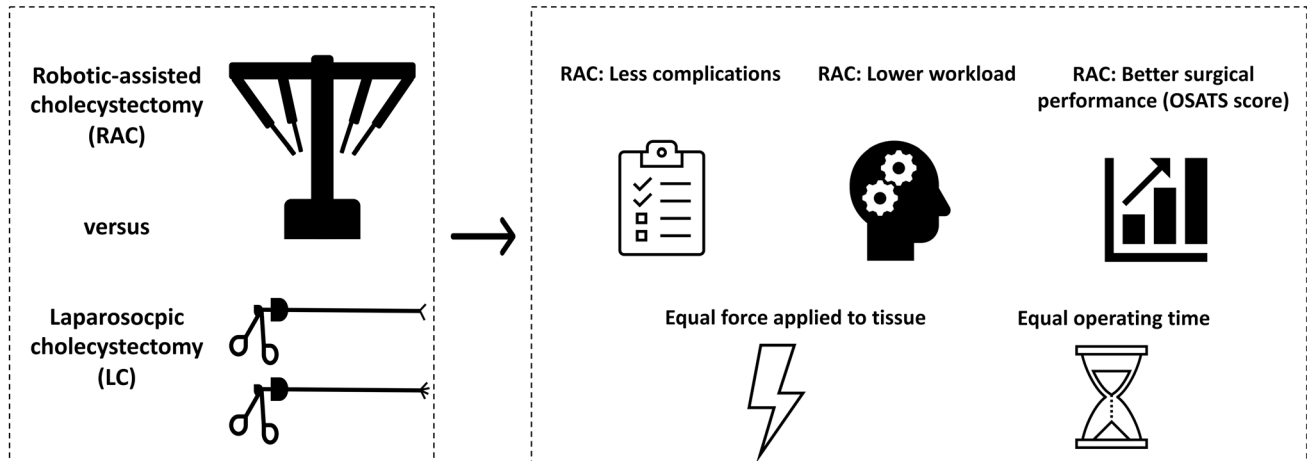 Robotic-assisted
cholecystectomy
(RAC)
versus
Laparosocpic
cholecystectomy
(LC)
RAC: Less complications
RAC: Lower workload
RAC: Better surgical
performance (OSATS score)
Equal force applied to tissue
Equal operating time